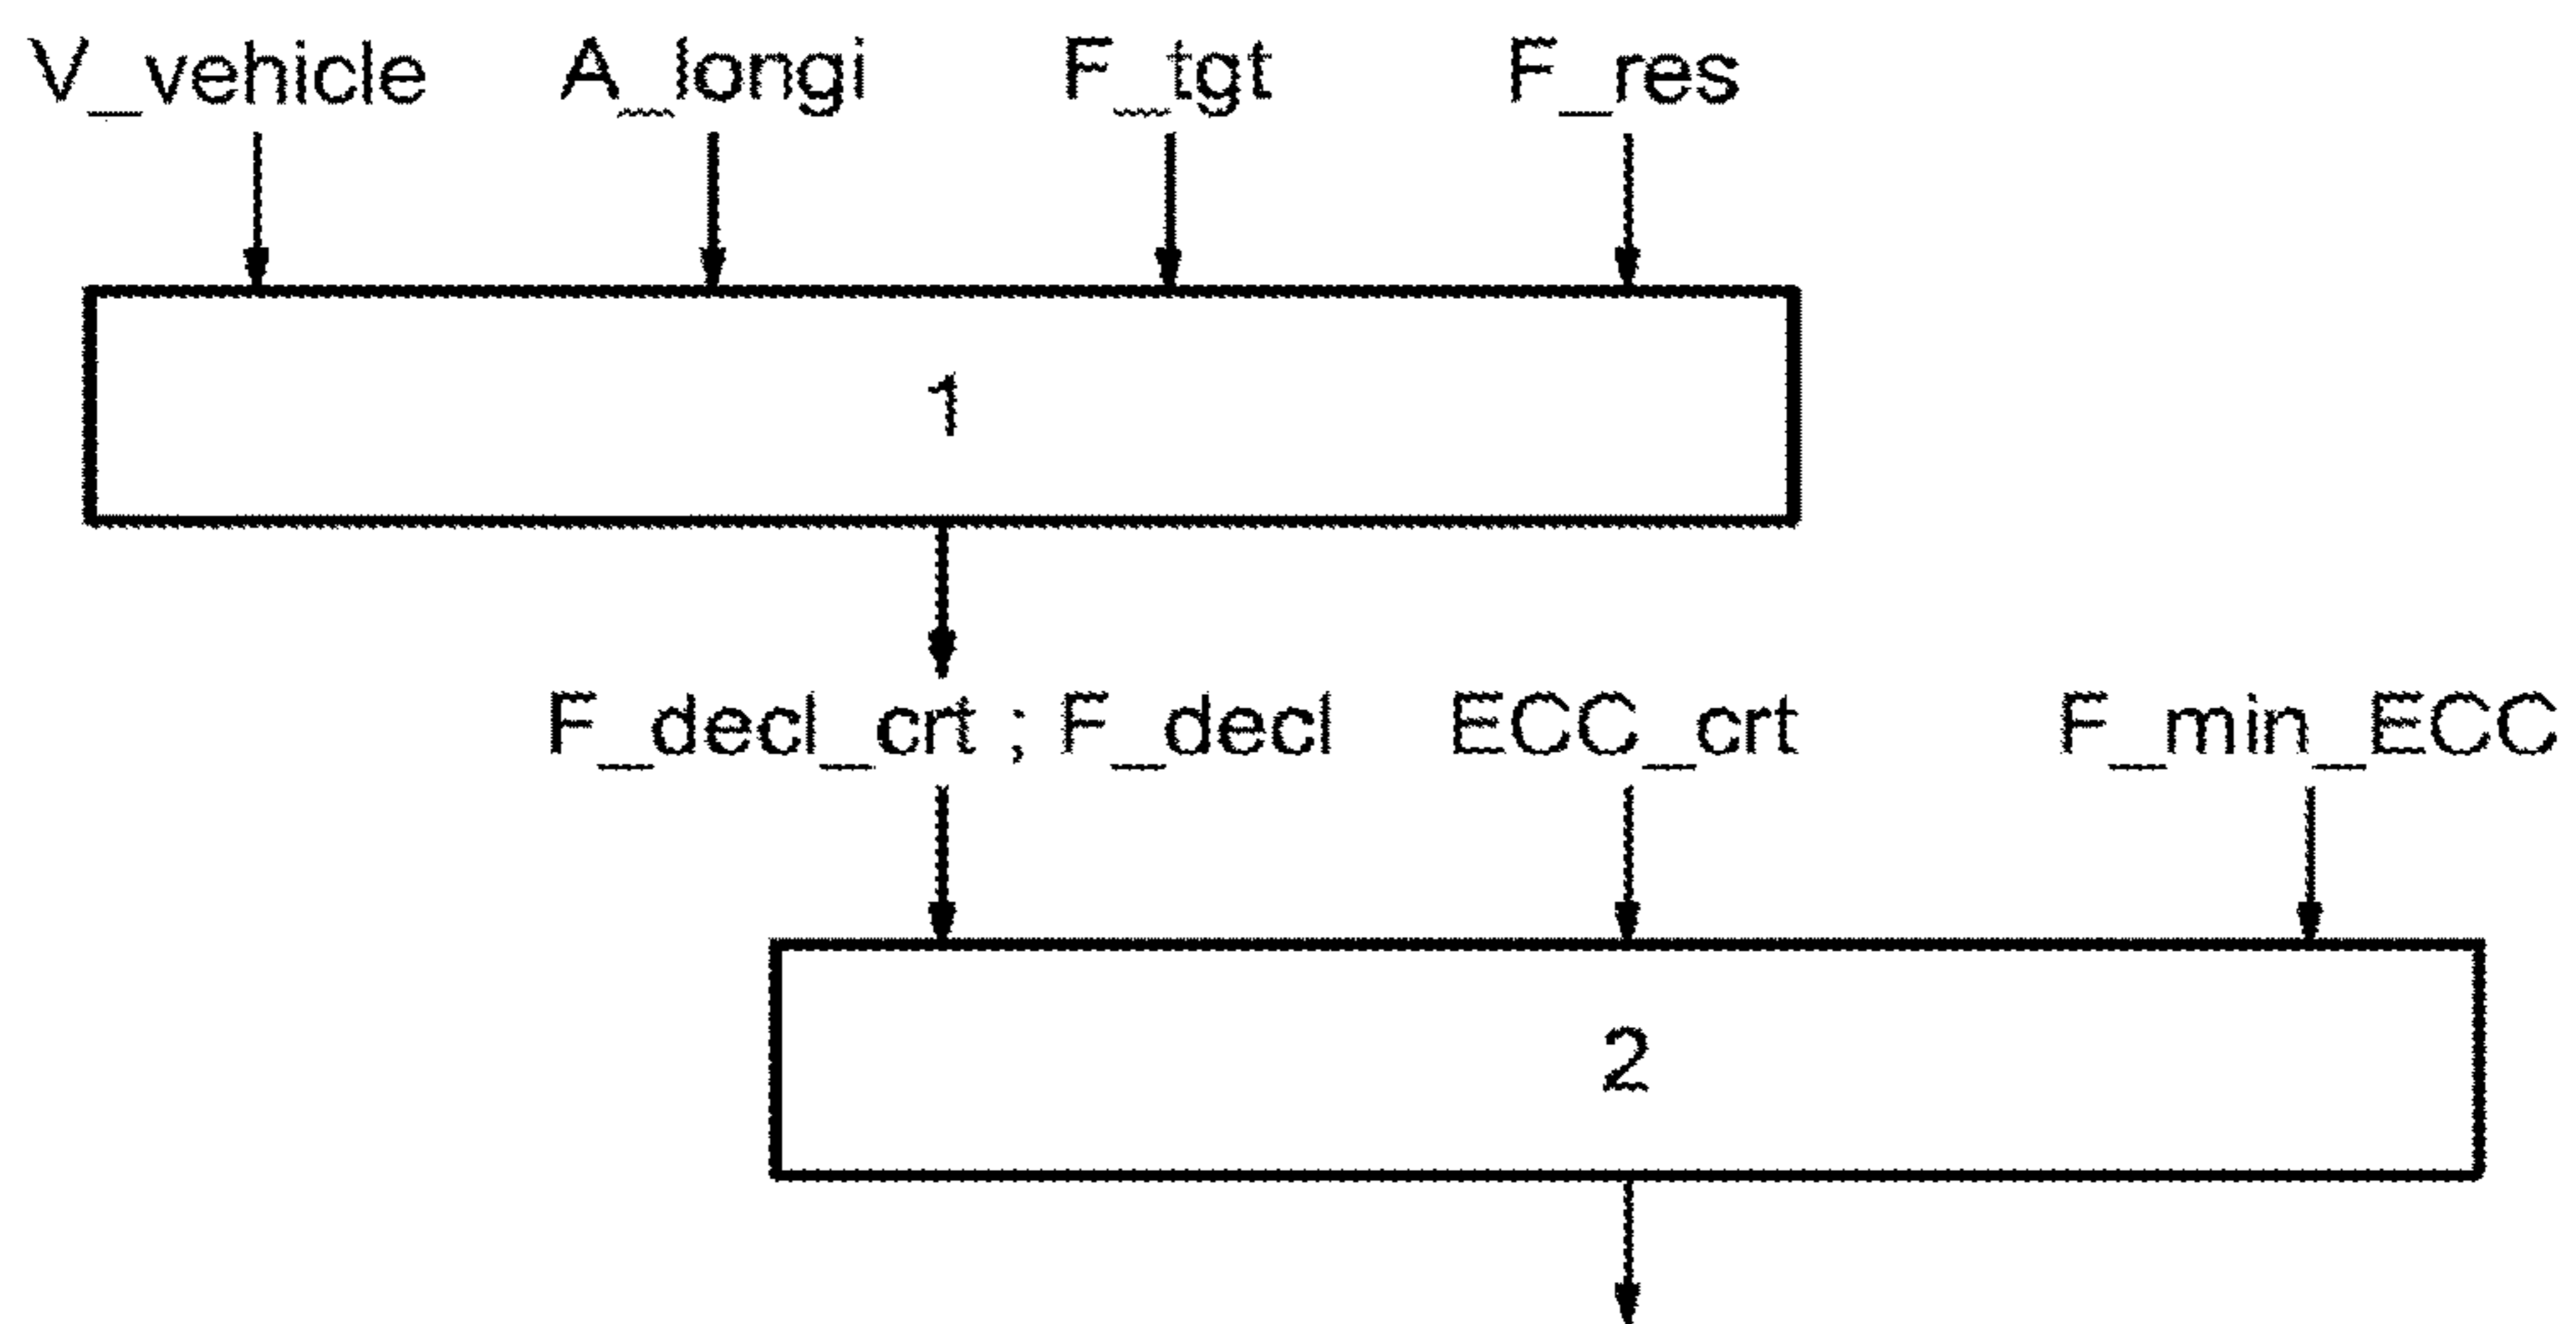 V_vehicle A_longi F_tgt F_res
1
F_decl_crt ; F_decl ECC_crt F_min_ECC
2